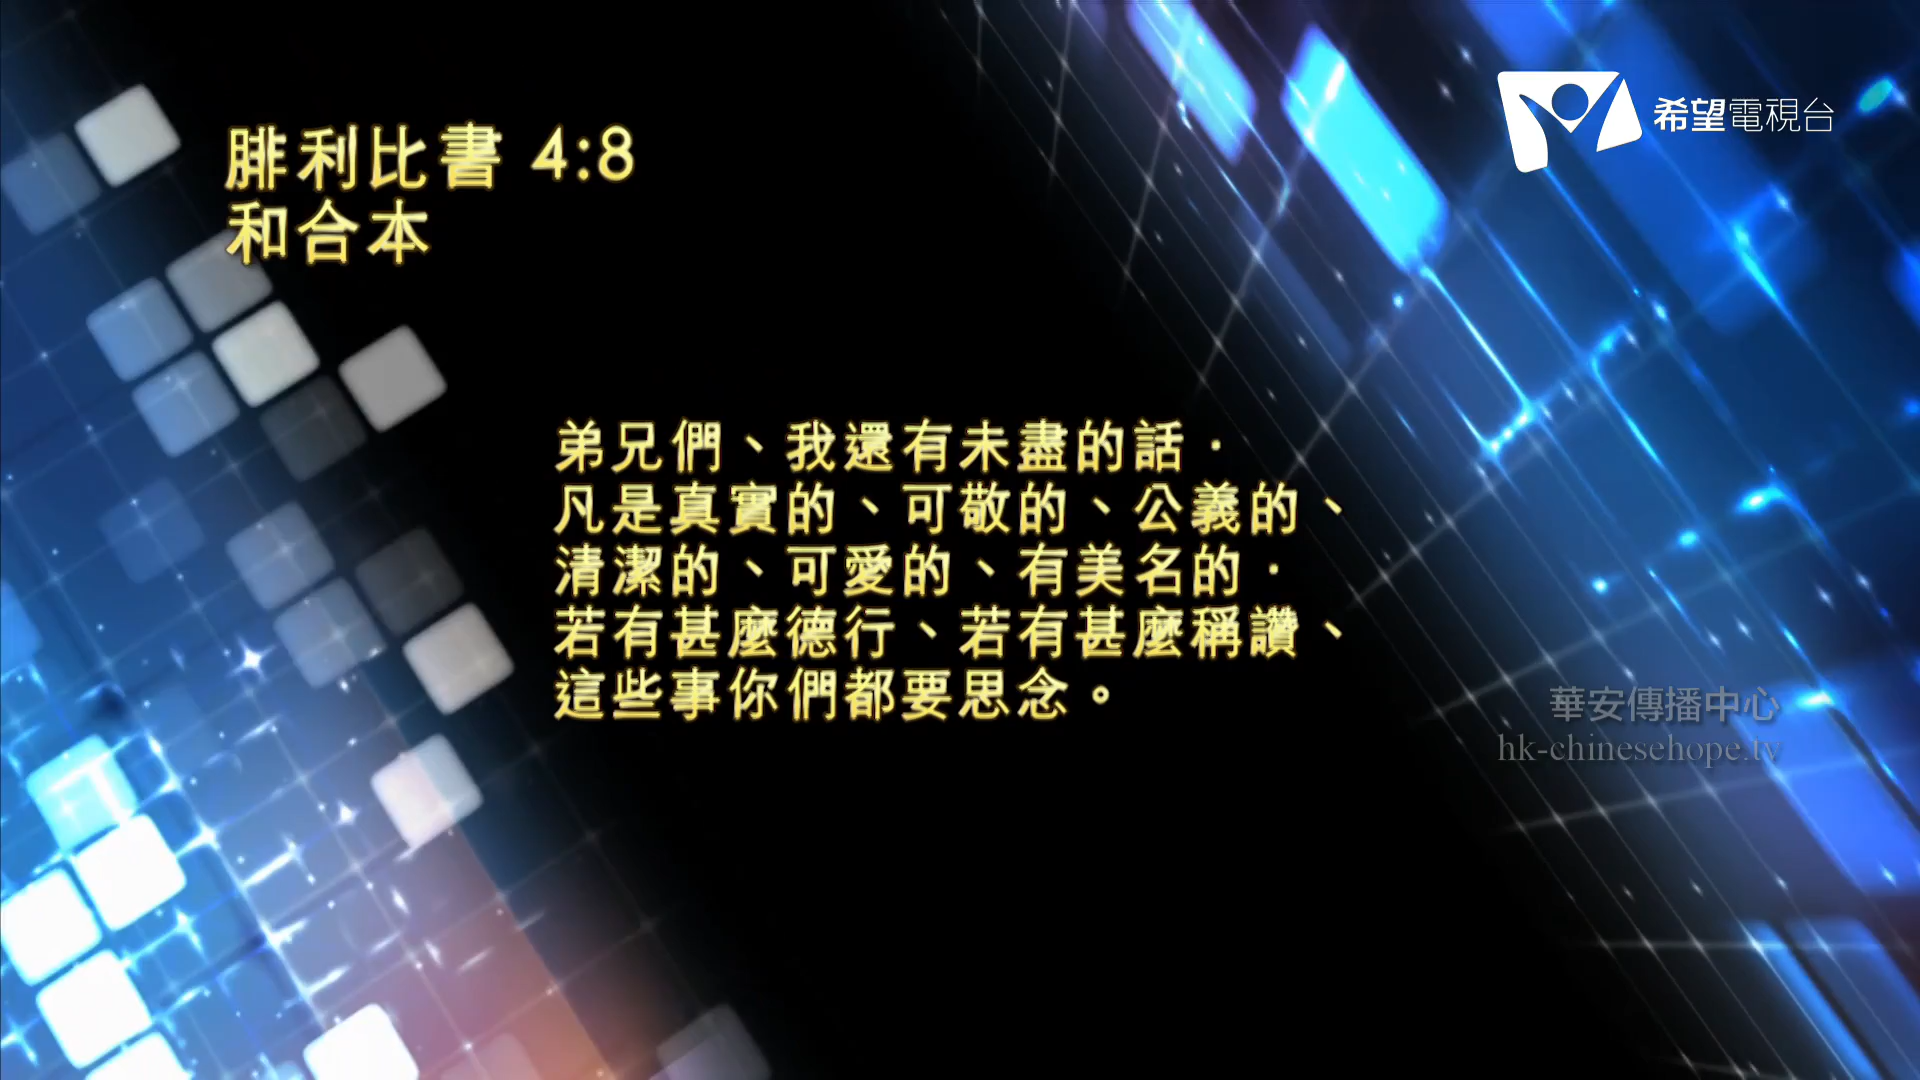 腓利比書 4:8
和合本
希望電視台
弟兄們、我還有未盡的話．
凡是真實的、可敬的、公義的、
清潔的、可愛的、有美名的．
若有甚麼德行、若有甚麼稱讚、
這些事你們都要思念。
華安傳播中心
hk-chinesehope.tv